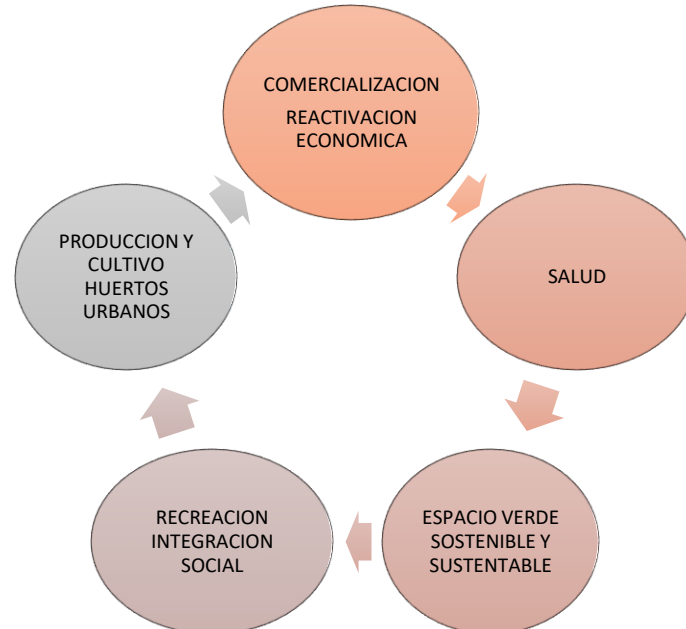 COMERCIALIZACION
REACTIVACION
ECONOMICA
SALUD
ESPACIO VERDE
SOSTENIBLE Y
SUSTENTABLE
RECREACION
INTEGRACION
SOCIAL
PRODUCCION Y
CULTIVO
HUERTOS
URBANOS